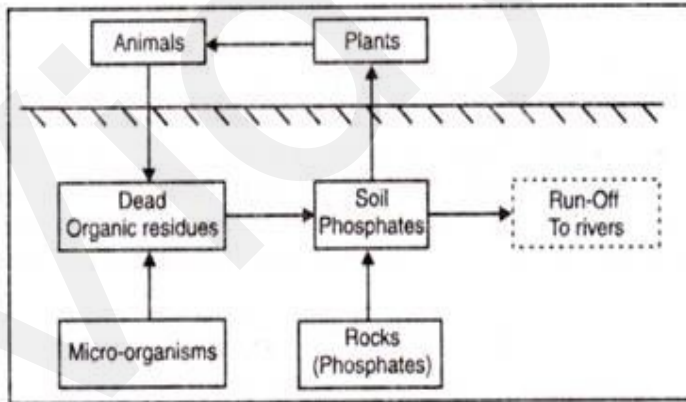 Animals
Plants
Dead
Organic residues
Soil
Phosphates
Run-Off
To rivers
Micro-organisms
Rocks
(Phosphates)